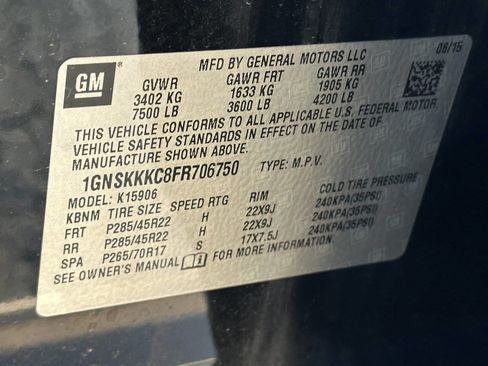 MFD BY GENERAL MOTORS LLC 06/15
GM
GVWR GAWR FRT GAWR RR
3402 KG 1633 KG 1905 KG
7500 LB 3600 LB 4200 LB
THIS VEHICLE CONFORMS TO ALL APPLICABLE U.S. FEDERAL MOTOR
VEHICLE SAFETY STANDARDS IN EFFECT ON THE DATE OF
MANUFACTURE SHOWN ABOVE.
1GNSKKKC8FR706750 TYPE: M.P.V.
MODEL: K15906
KBNM TIRE SIZE SPEED RTG RIM COLD TIRE PRESSURE
FRT P285/45R22 H 22X9J 240KPA(35PSI)
RR P285/45R22 H 22X9J 240KPA(35PSI)
SPA P265/70R17 S 17X7.5J 240KPA(35PSI)
SEE OWNER'S MANUAL FOR MORE INFORMATION.